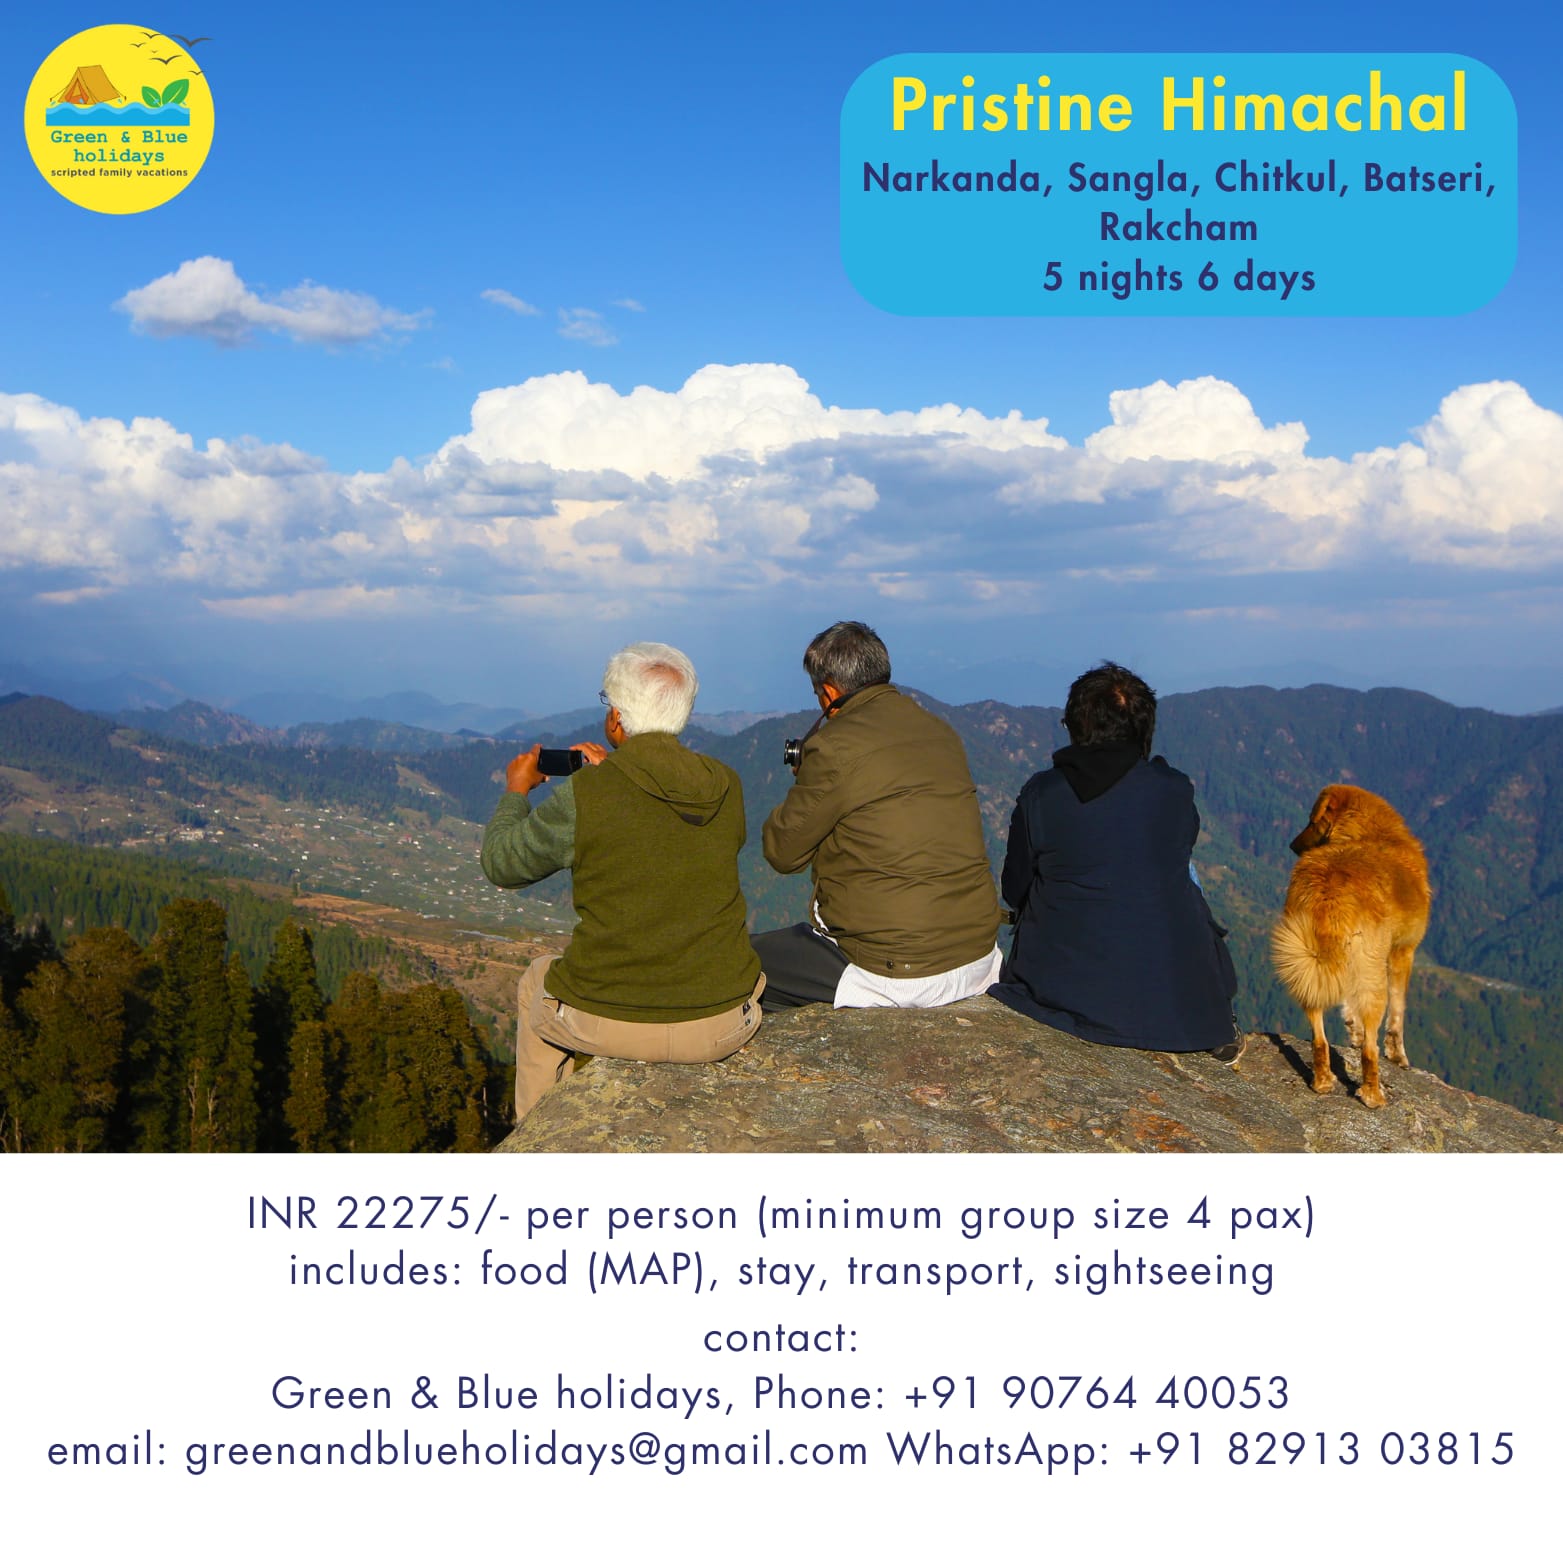 Green & Blue
holidays
scripted family vacations
Pristine Himachal
Narkanda, Sangla, Chitkul, Batseri,
Rakcham
5 nights 6 days
INR 22275/- per person (minimum group size 4 pax)
includes: food (MAP), stay, transport, sightseeing
contact:
Green & Blue holidays, Phone: +91 90764 40053
email: greenandblueholidays@gmail.com WhatsApp: +91 82913 03815